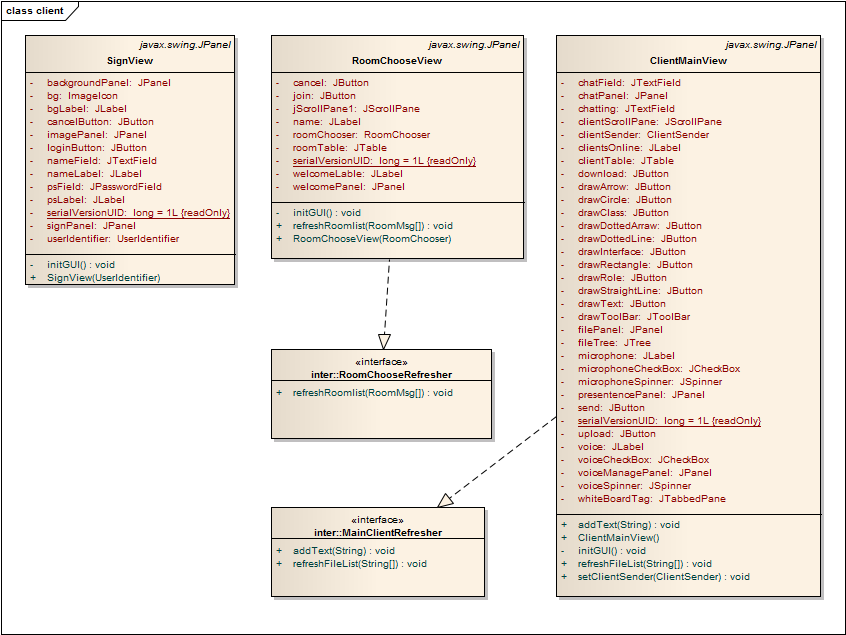 class client
javax.swing.JPanel
SignView
- backgroundPanel: JPanel
- bg: ImageIcon
- bgLabel: JLabel
- cancelButton: JButton
- imagePanel: JPanel
- loginButton: JButton
- nameField: JTextField
- nameLabel: JLabel
- psField: JPasswordField
- psLabel: JLabel
- serialVersionUID: long = 1L {readOnly}
- signPanel: JPanel
- userIdentifier: UserIdentifier
- initGUI() : void
+ SignView(UserIdentifier)
javax.swing.JPanel
RoomChooseView
- cancel: JButton
- join: JButton
- jScrollPane1: JScrollPane
- name: JLabel
- roomChooser: RoomChooser
- roomTable: JTable
- serialVersionUID: long = 1L {readOnly}
- welcomeLable: JLabel
- welcomePanel: JPanel
- initGUI() : void
+ refreshRoomlist(RoomMsg[]) : void
+ RoomChooseView(RoomChooser)
«interface»
inter::RoomChooseRefresher
+ refreshRoomlist(RoomMsg[]) : void
«interface»
inter::MainClientRefresher
+ addText(String) : void
+ refreshFileList(String[]) : void
javax.swing.JPanel
ClientMainView
- chatField: JTextField
- chatPanel: JPanel
- chatting: JTextField
- clientScrollPane: JScrollPane
- clientSender: ClientSender
- clientsOnline: JLabel
- clientTable: JTable
- download: JButton
- drawArrow: JButton
- drawCircle: JButton
- drawClass: JButton
- drawDottedArraw: JButton
- drawDottedLine: JButton
- drawInterface: JButton
- drawRectangle: JButton
- drawRole: JButton
- drawStraightLine: JButton
- drawText: JButton
- drawToolBar: JToolBar
- filePanel: JPanel
- fileTree: JTree
- microphone: JLabel
- microphoneCheckBox: JCheckBox
- microphoneSpinner: JSpinner
- presentencePanel: JPanel
- send: JButton
- serialVersionUID: long = 1L {readOnly}
- upload: JButton
- voice: JLabel
- voiceCheckBox: JCheckBox
- voiceManagePanel: JPanel
- voiceSpinner: JSpinner
- whiteBoardTag: JTabbedPane
+ addText(String) : void
+ ClientMainView()
- initGUI() : void
+ refreshFileList(String[]) : void
+ setClientSender(ClientSender) : void